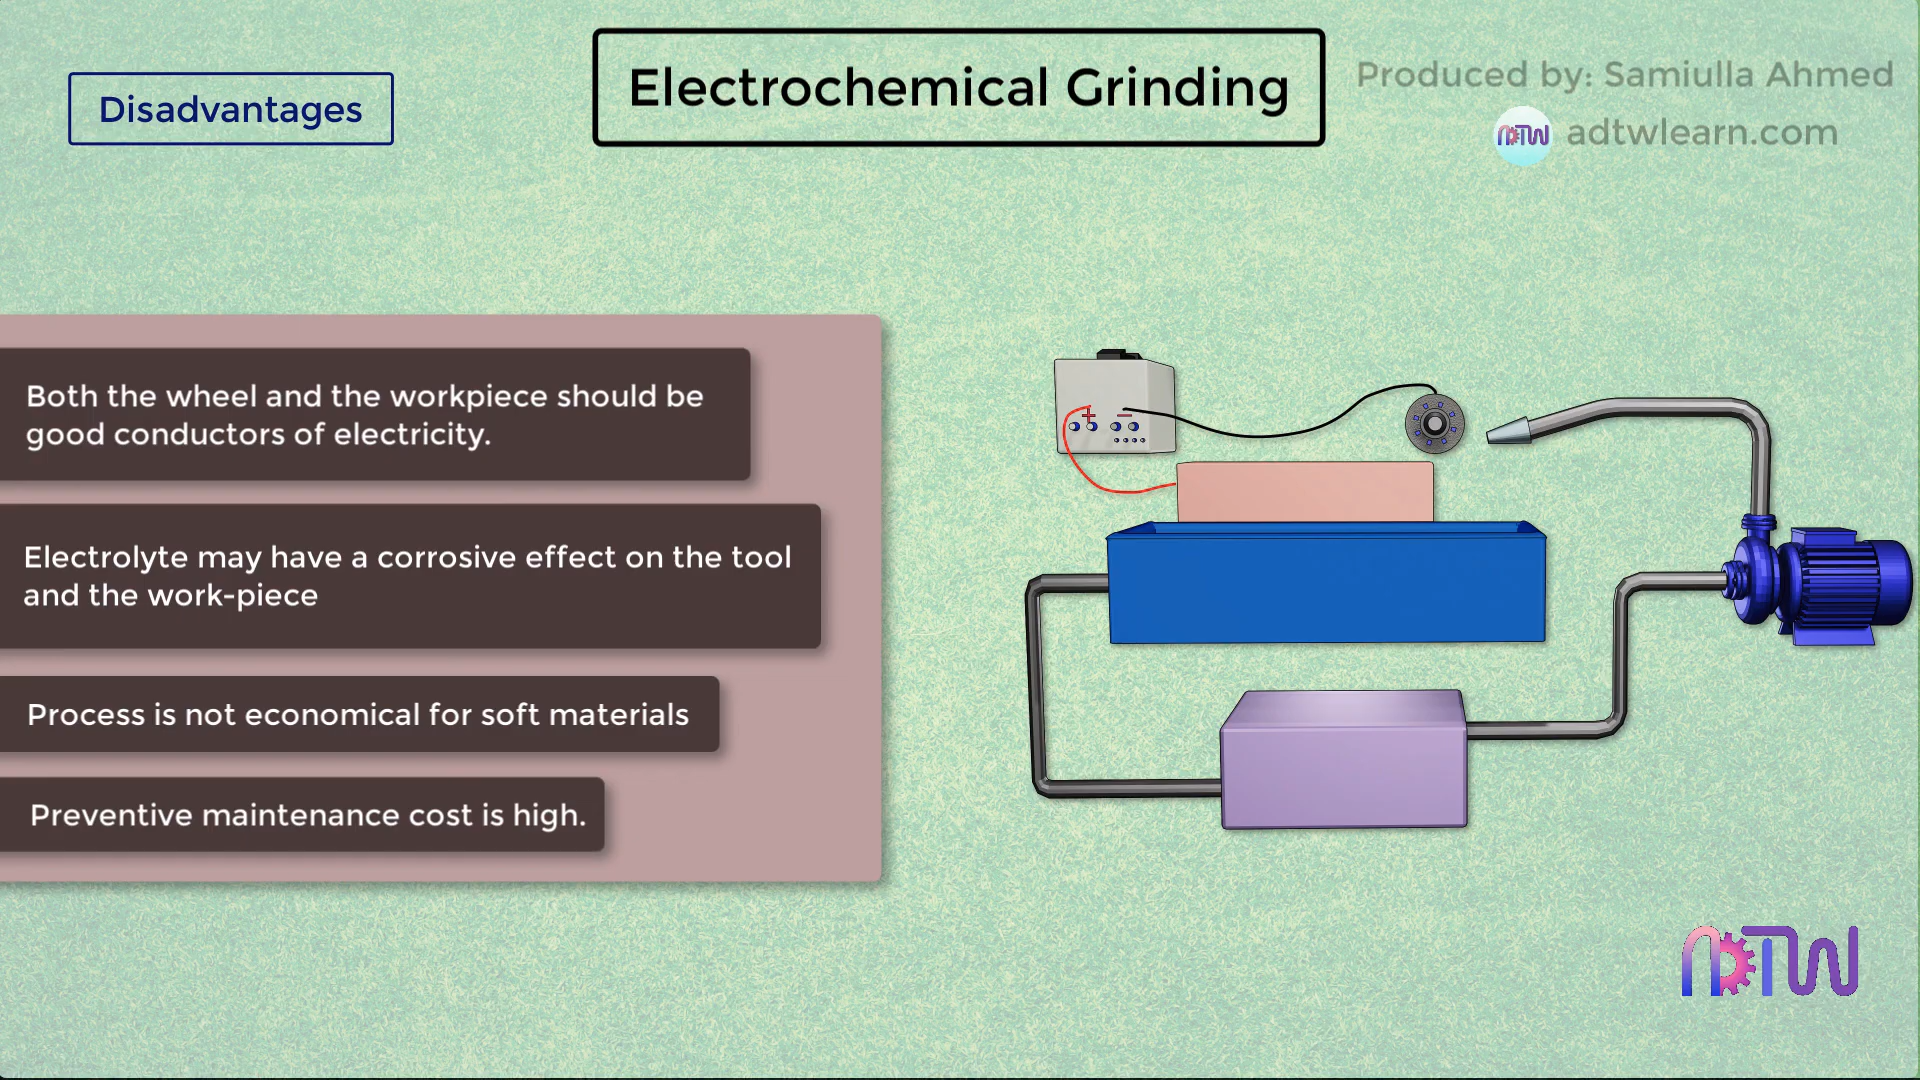 Disadvantages
Electrochemical Grinding
Produced by: Samiulla Ahmed
ADTW adtwlearn.com
Both the wheel and the workpiece should be
good conductors of electricity.
Electrolyte may have a corrosive effect on the tool
and the work-piece
Process is not economical for soft materials
Preventive maintenance cost is high.
+ −
ADTW